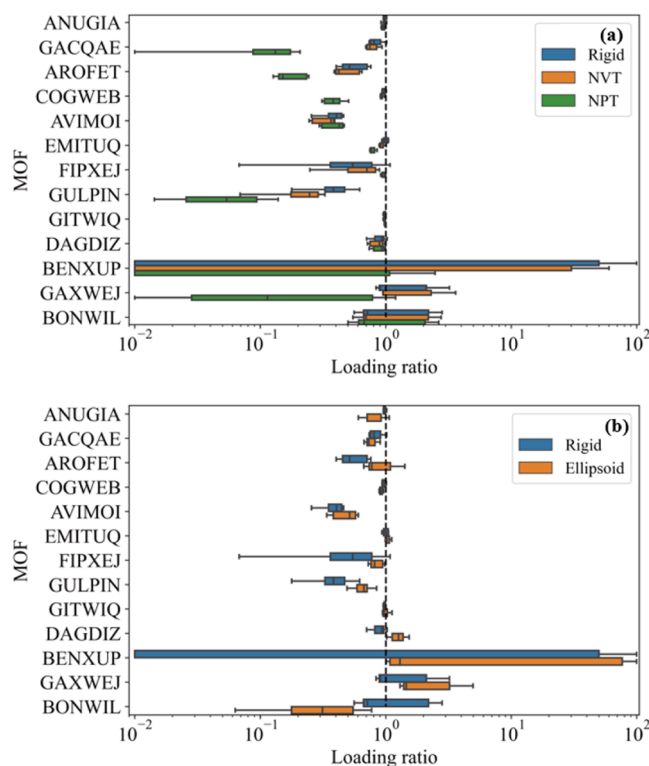 (a)
Rigid
NVT
NPT
MOF
ANUGIA
GACQAE
AROFET
COGWEB
AVIMOI
EMITUQ
FIPXEJ
GULPIN
GITWIQ
DAGDIZ
BENXUP
GAXWEJ
BONWIL
10⁻² 10⁻¹ 10⁰ 10¹ 10²
Loading ratio
(b)
Rigid
Ellipsoid
MOF
ANUGIA
GACQAE
AROFET
COGWEB
AVIMOI
EMITUQ
FIPXEJ
GULPIN
GITWIQ
DAGDIZ
BENXUP
GAXWEJ
BONWIL
10⁻² 10⁻¹ 10⁰ 10¹ 10²
Loading ratio